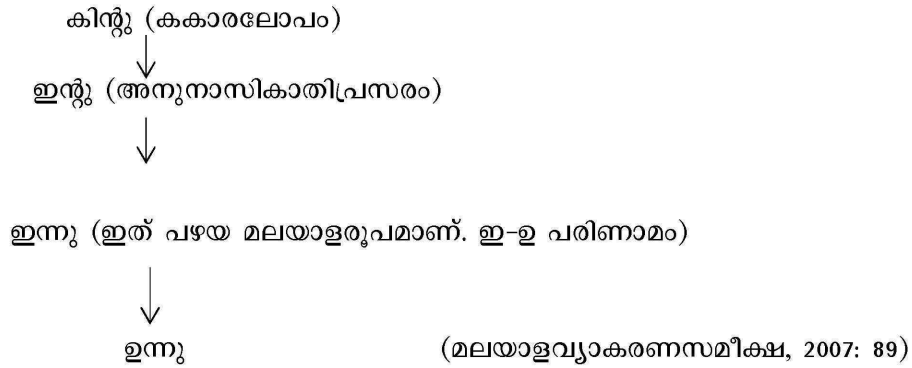 കിന്റു (കകാരലോപം)
ഇന്റു (അനുനാസികാതിപ്രസരം)
ഇന്നു (ഇത് പഴയ മലയാളരൂപമാണ്. ഇ-ഉ പരിണാമം)
ഉന്നു (മലയാളവ്യാകരണസമീക്ഷ, 2007: 89)